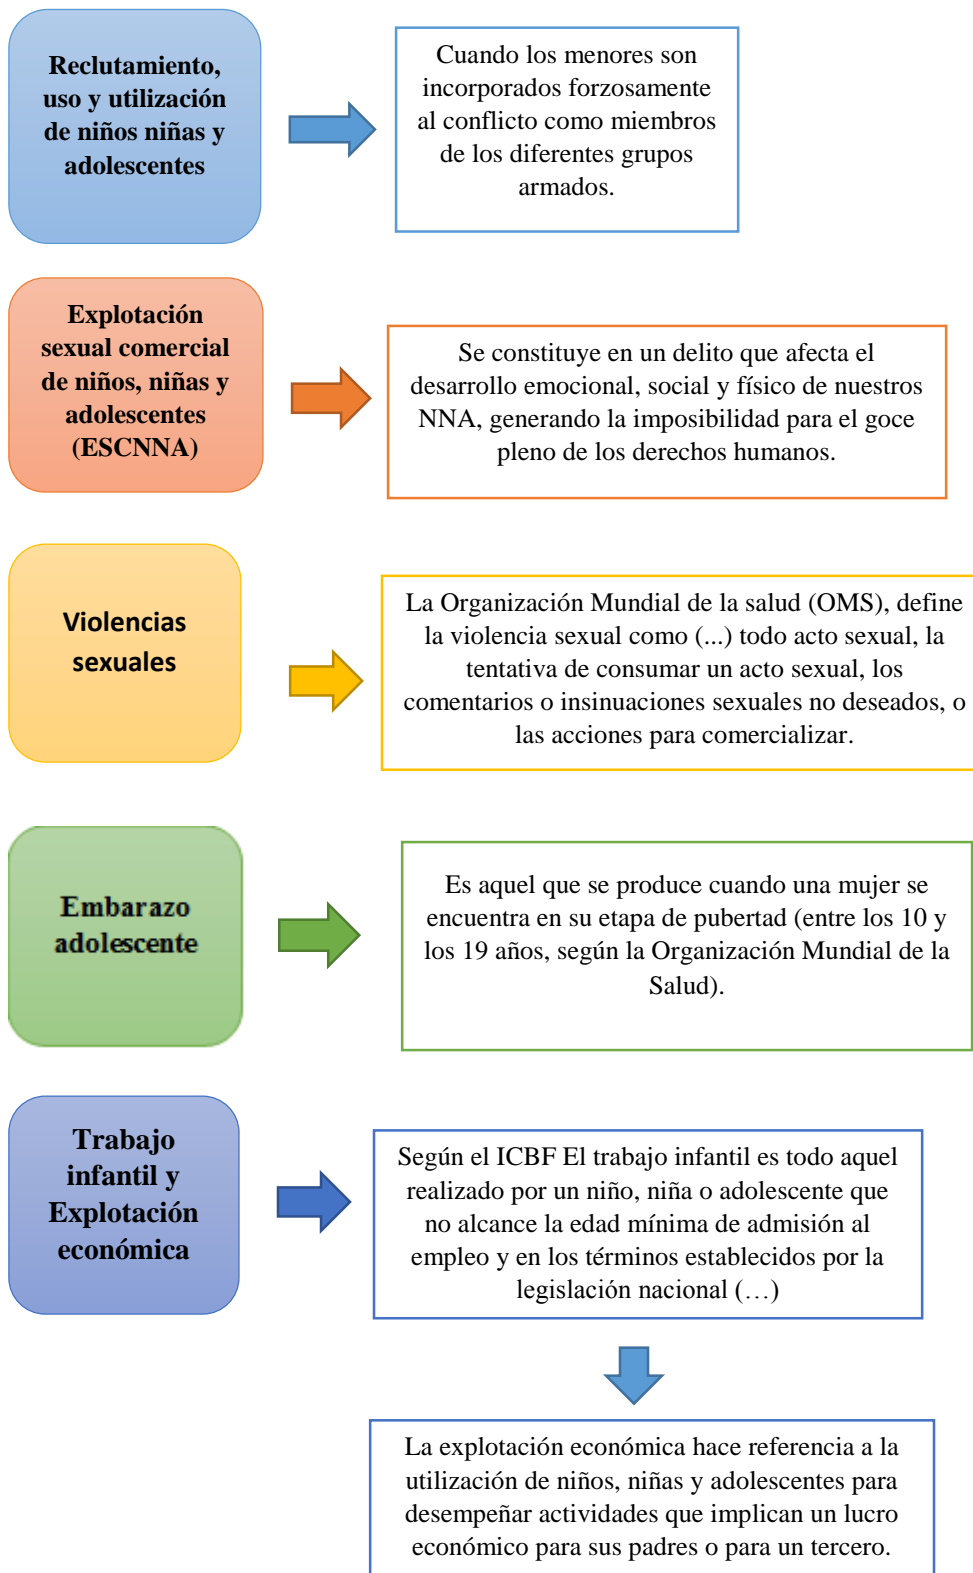 Reclutamiento,
uso y utilización
de niños niñas y
adolescentes
Cuando los menores son
incorporados forzosamente
al conflicto como miembros
de los diferentes grupos
armados.
Explotación
sexual comercial
de niños, niñas y
adolescentes
(ESCNNA)
Se constituye en un delito que afecta el
desarrollo emocional, social y físico de nuestros
NNA, generando la imposibilidad para el goce
pleno de los derechos humanos.
Violencias
sexuales
La Organización Mundial de la salud (OMS), define
la violencia sexual como (...) todo acto sexual, la
tentativa de consumar un acto sexual, los
comentarios o insinuaciones sexuales no deseados, o
las acciones para comercializar.
Embarazo
adolescente
Es aquel que se produce cuando una mujer se
encuentra en su etapa de pubertad (entre los 10 y
los 19 años, según la Organización Mundial de la
Salud).
Trabajo
infantil y
Explotación
económica
Según el ICBF El trabajo infantil es todo aquel
realizado por un niño, niña o adolescente que
no alcance la edad mínima de admisión al
empleo y en los términos establecidos por la
legislación nacional (…)
La explotación económica hace referencia a la
utilización de niños, niñas y adolescentes para
desempeñar actividades que implican un lucro
económico para sus padres o para un tercero.